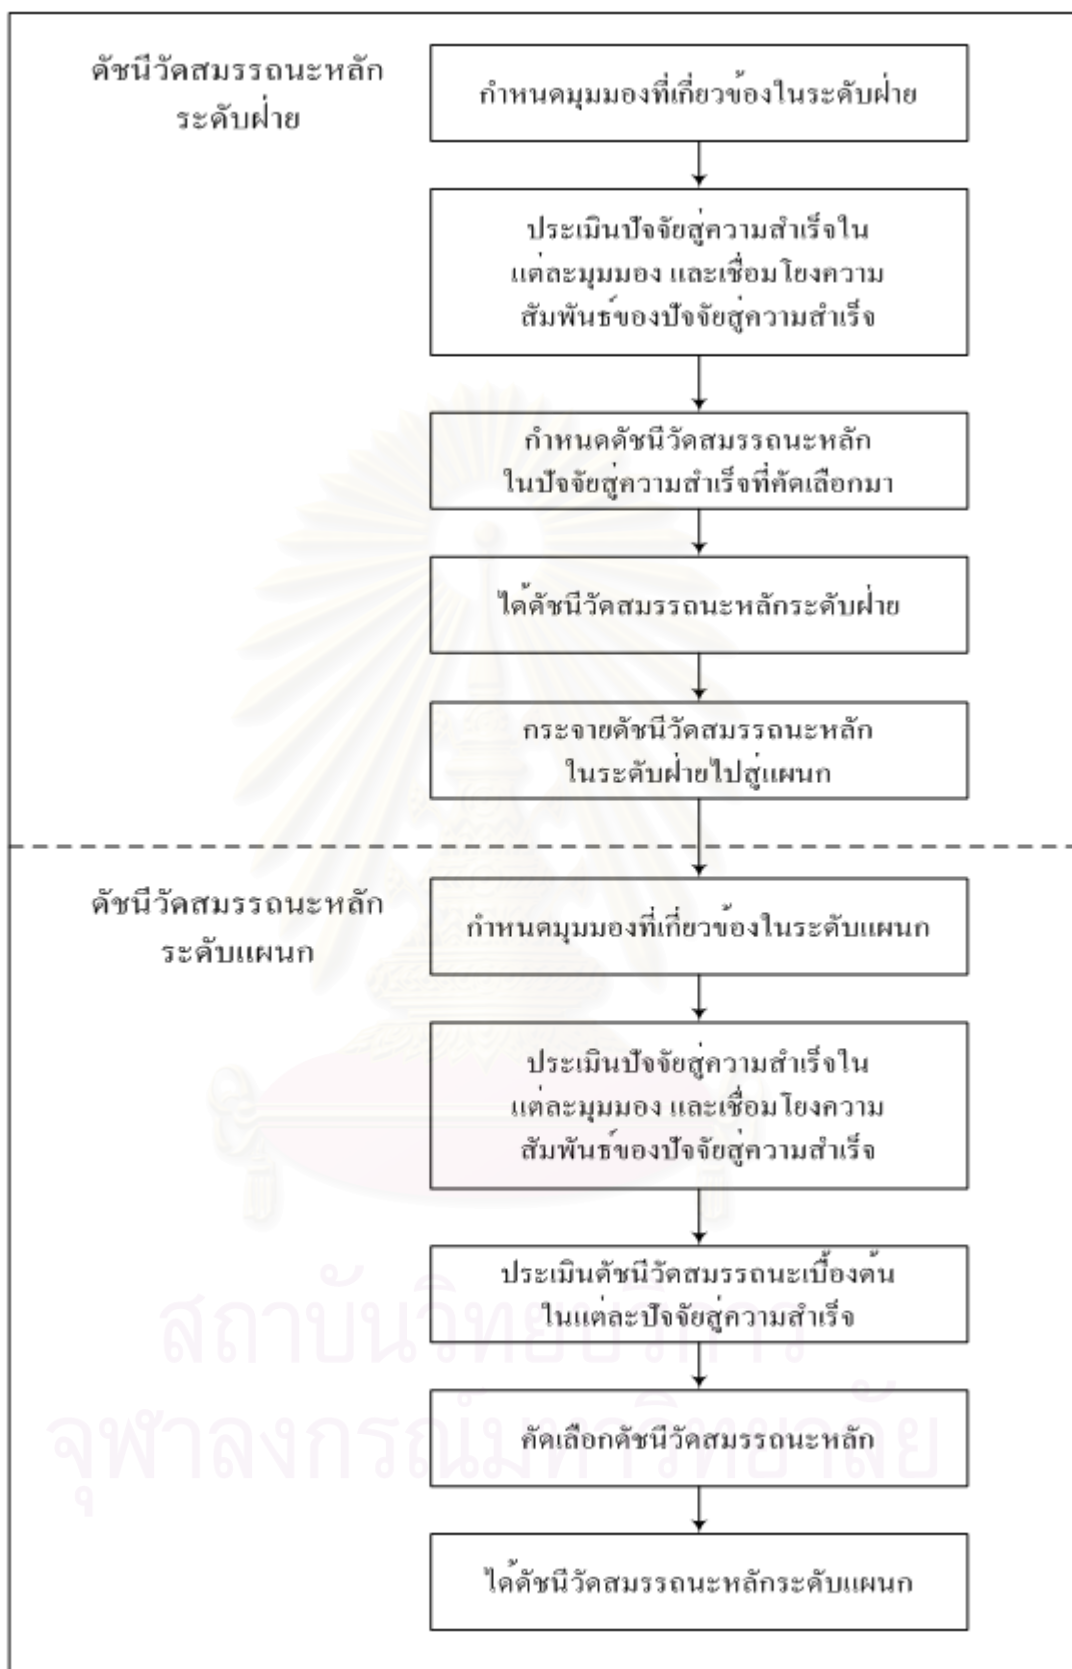 ดัชนีวัดสมรรถนะหลัก
ระดับฝ่าย
กำหนดมุมมองที่เกี่ยวข้องในระดับฝ่าย
ประเมินปัจจัยสู่ความสำเร็จใน
แต่ละมุมมอง และเชื่อมโยงความ
สัมพันธ์ของปัจจัยสู่ความสำเร็จ
กำหนดดัชนีวัดสมรรถนะหลัก
ในปัจจัยสู่ความสำเร็จที่คัดเลือกมา
ได้ดัชนีวัดสมรรถนะหลักระดับฝ่าย
กระจายดัชนีวัดสมรรถนะหลัก
ในระดับฝ่ายไปสู่แผนก
ดัชนีวัดสมรรถนะหลัก
ระดับแผนก
กำหนดมุมมองที่เกี่ยวข้องในระดับแผนก
ประเมินปัจจัยสู่ความสำเร็จใน
แต่ละมุมมอง และเชื่อมโยงความ
สัมพันธ์ของปัจจัยสู่ความสำเร็จ
ประเมินดัชนีวัดสมรรถนะเบื้องต้น
ในแต่ละปัจจัยสู่ความสำเร็จ
คัดเลือกดัชนีวัดสมรรถนะหลัก
ได้ดัชนีวัดสมรรถนะหลักระดับแผนก
สถาบันวิทยบริการ
จุฬาลงกรณ์มหาวิทยาลัย